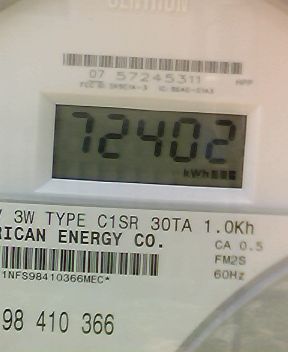 CENTRON
07 57245311
72402
kWh
V 3W TYPE C1SR 30TA 1.0Kh
RICAN ENERGY CO.
CA 0.5
FM2S
60Hz
1NFS98410366MEC*
98 410 366